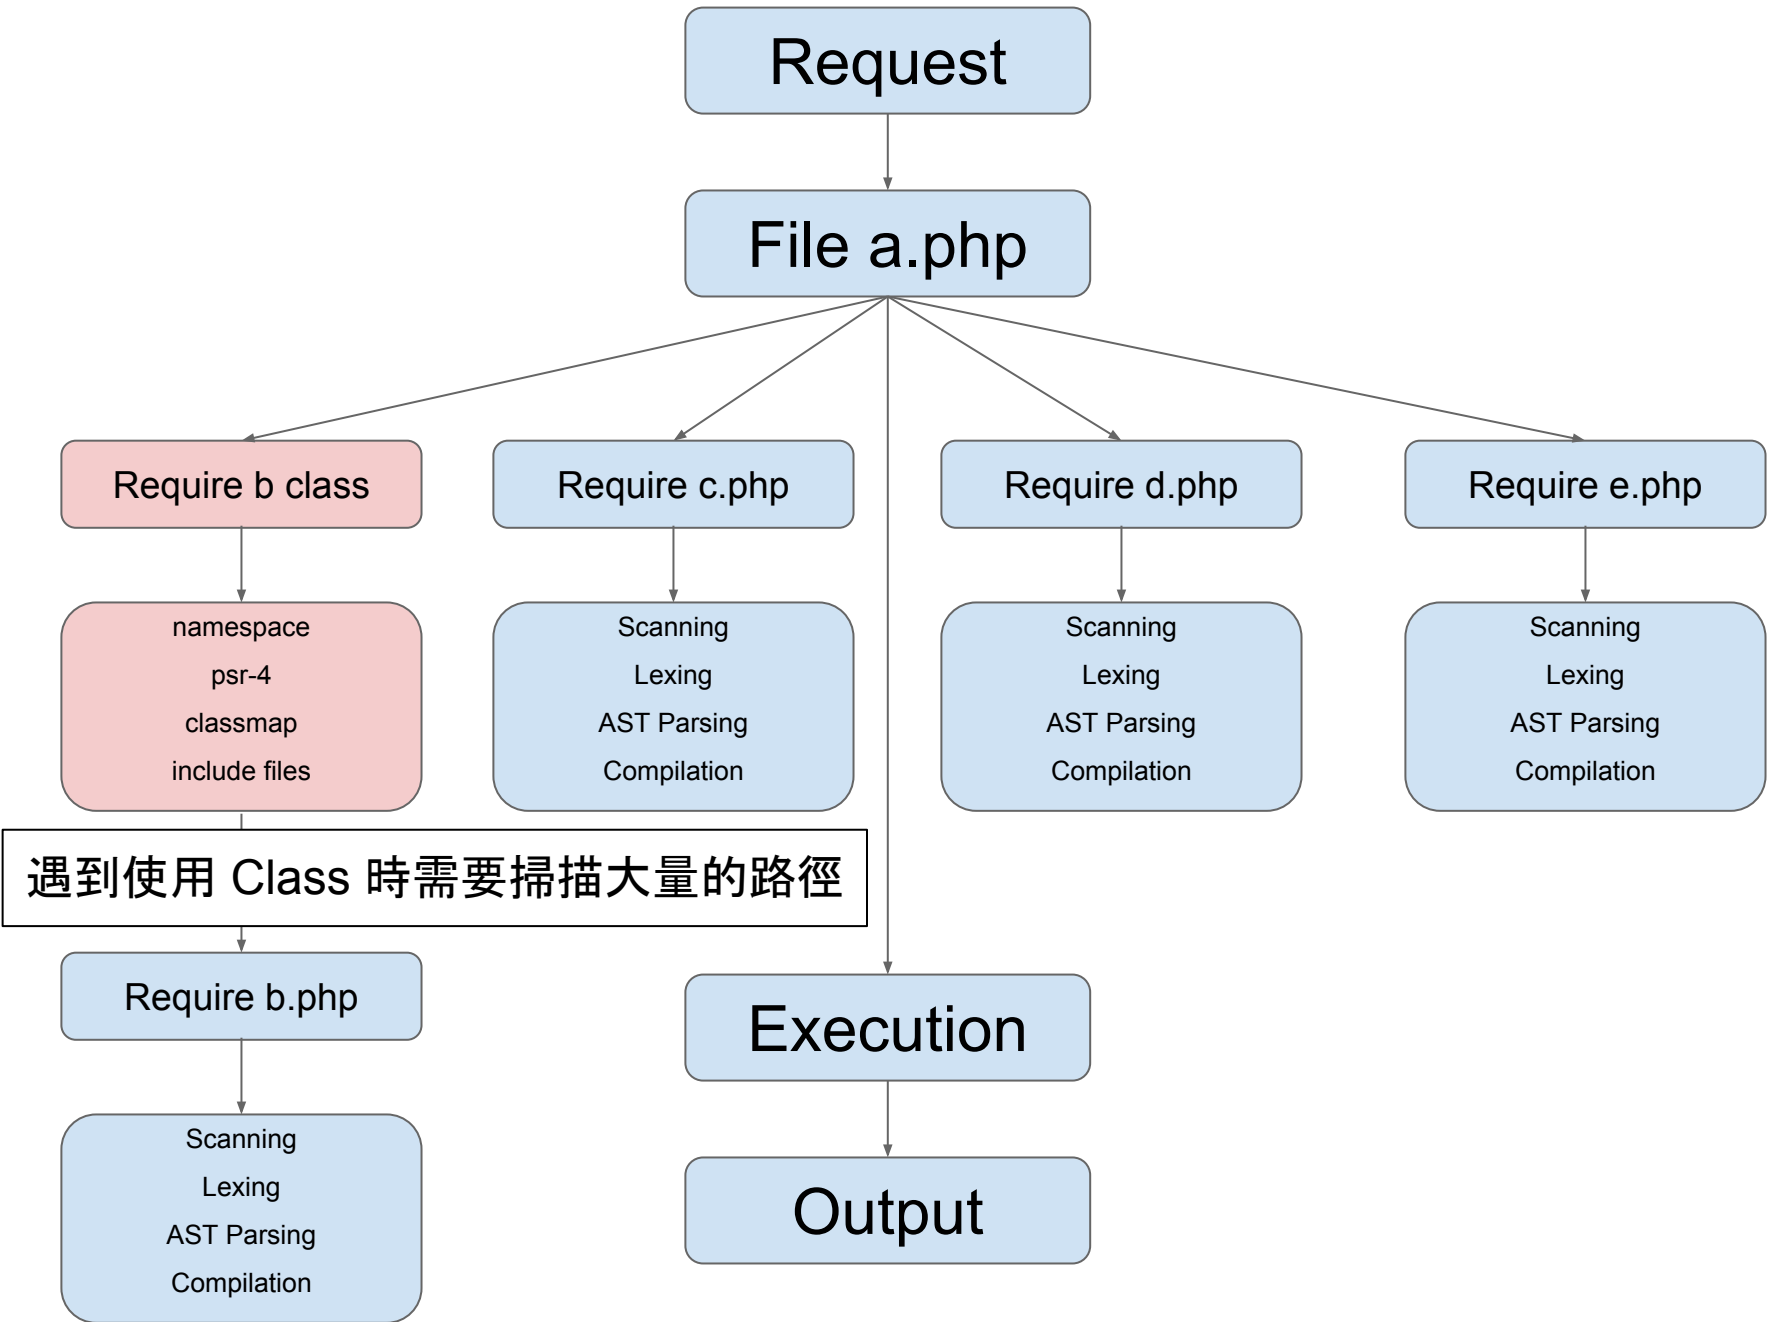 Request
File a.php
Require b class
Require c.php
Require d.php
Require e.php
namespace
psr-4
classmap
include files
Scanning
Lexing
AST Parsing
Compilation
Scanning
Lexing
AST Parsing
Compilation
Scanning
Lexing
AST Parsing
Compilation
遇到使用 Class 時需要掃描大量的路徑
Require b.php
Scanning
Lexing
AST Parsing
Compilation
Execution
Output